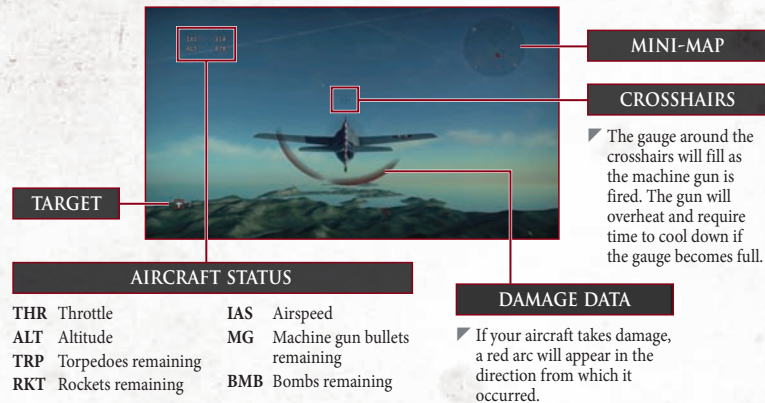 MINI-MAP
CROSSHAIRS
The gauge around the
crosshairs will fill as
the machine gun is
fired. The gun will
overheat and require
time to cool down if
the gauge becomes full.
TARGET
AIRCRAFT STATUS
THR Throttle
ALT Altitude
TRP Torpedoes remaining
RKT Rockets remaining
IAS Airspeed
MG Machine gun bullets
remaining
BMB Bombs remaining
DAMAGE DATA
If your aircraft takes damage,
a red arc will appear in the
direction from which it
occurred.